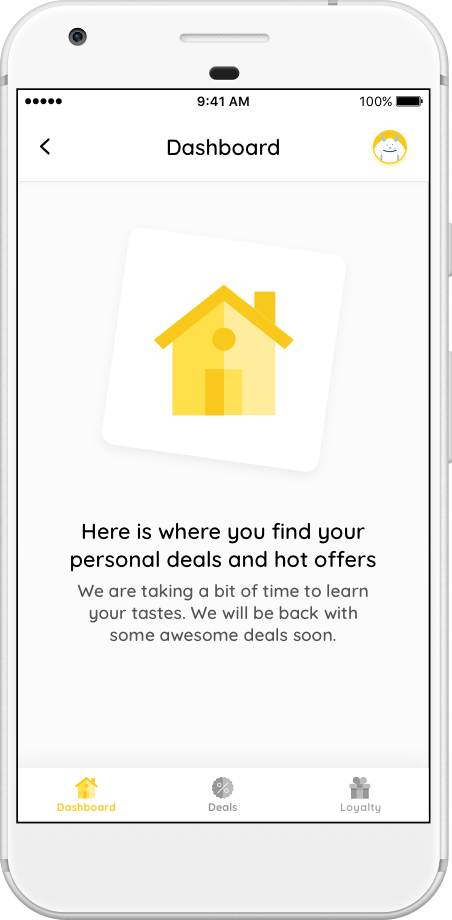 9:41 AM
100%
Dashboard
Here is where you find your
personal deals and hot offers
We are taking a bit of time to learn
your tastes. We will be back with
some awesome deals soon.
Dashboard
Deals
Loyalty